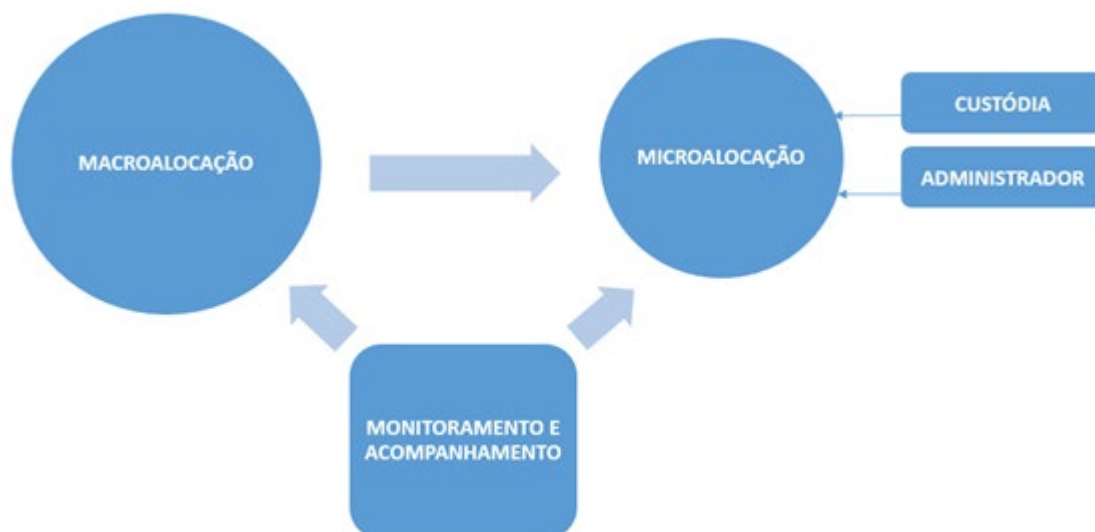 MACROALOCAÇÃO
MICROALOCAÇÃO
CUSTÓDIA
ADMINISTRADOR
MONITORAMENTO E
ACOMPANHAMENTO